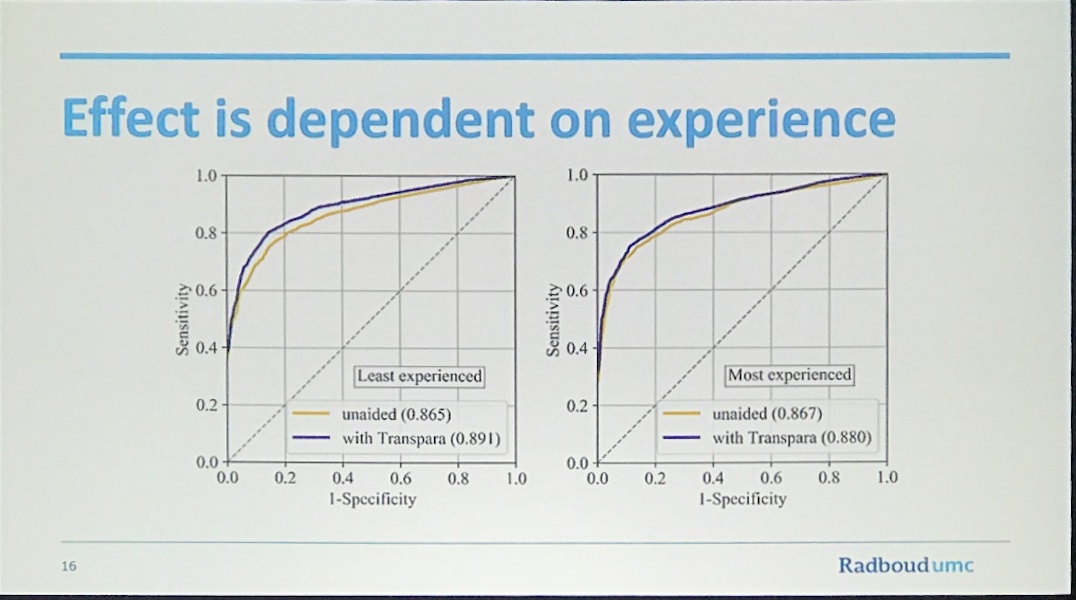 Effect is dependent on experience
1.0
0.8
0.6
0.4
0.2
0.0
Sensitivity
Least experienced
unaided (0.865)
with Transpara (0.891)
0.0 0.2 0.4 0.6 0.8 1.0
1-Specificity
1.0
0.8
0.6
0.4
0.2
0.0
Sensitivity
Most experienced
unaided (0.867)
with Transpara (0.880)
0.0 0.2 0.4 0.6 0.8 1.0
1-Specificity
16
Radboudumc